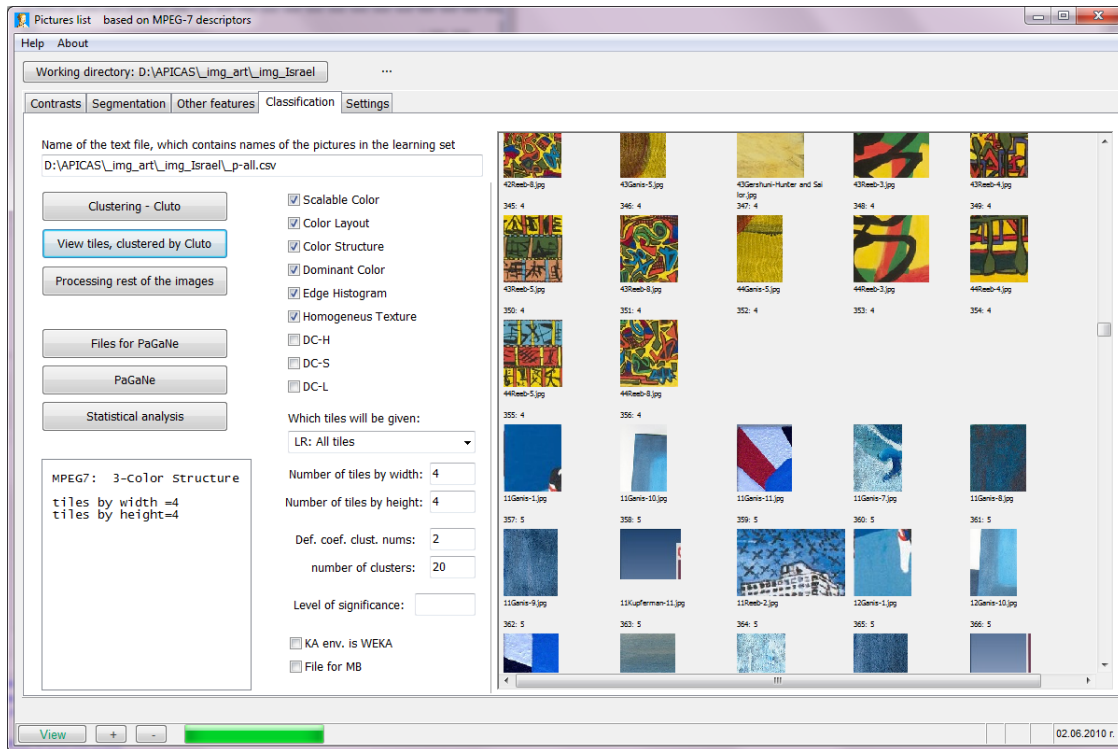 Pictures list based on MPEG-7 descriptors
Help About
Working directory: D:\APICAS\_img_art\_img_Israel ...
Contrasts Segmentation Other features Classification Settings
Name of the text file, which contains names of the pictures in the learning set
D:\APICAS\_img_art\_img_Israel\_p-all.csv
Clustering - Cluto
View tiles, clustered by Cluto
Processing rest of the images
Files for PaGaNe
PaGaNe
Statistical analysis
MPEG7: 3-Color Structure
tiles by width =4
tiles by height=4
Scalable Color
Color Layout
Color Structure
Dominant Color
Edge Histogram
Homogeneus Texture
DC-H
DC-S
DC-L
Which tiles will be given:
LR: All tiles
Number of tiles by width: 4
Number of tiles by height: 4
Def. coef. clust. nums: 2
number of clusters: 20
Level of significance:
KA env. is WEKA
File for MB
42Reeb-8.jpg 43Ganis-5.jpg 43Gershuni-Hunter and Sai 43Reeb-3.jpg 43Reeb-4.jpg
lor.jpg
345: 4 346: 4 347: 4 348: 4 349: 4
43Reeb-5.jpg 43Reeb-8.jpg 44Ganis-5.jpg 44Reeb-3.jpg 44Reeb-4.jpg
350: 4 351: 4 352: 4 353: 4 354: 4
44Reeb-5.jpg 44Reeb-8.jpg
355: 4 356: 4
11Ganis-1.jpg 11Ganis-10.jpg 11Ganis-11.jpg 11Ganis-7.jpg 11Ganis-8.jpg
357: 5 358: 5 359: 5 360: 5 361: 5
11Ganis-9.jpg 11Kupferman-11.jpg 11Reeb-2.jpg 12Ganis-1.jpg 12Ganis-10.jpg
362: 5 363: 5 364: 5 365: 5 366: 5
View + - 02.06.2010 г.